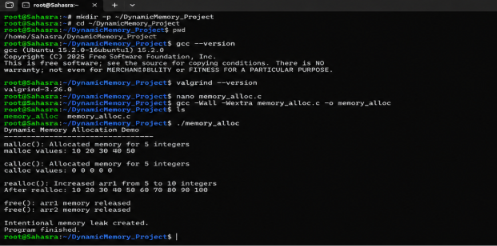 root@Sahasra: ~
root@Sahasra:~# mkdir -p ~/DynamicMemory_Project
root@Sahasra:~# cd ~/DynamicMemory_Project
root@Sahasra:~/DynamicMemory_Project$ pwd
/home/Sahasra/DynamicMemory_Project
root@Sahasra:~/DynamicMemory_Project$ gcc --version
gcc (Ubuntu 15.2.0-16ubuntu1) 15.2.0
Copyright (C) 2025 Free Software Foundation, Inc.
This is free software; see the source for copying conditions. There is NO
warranty; not even for MERCHANTABILITY or FITNESS FOR A PARTICULAR PURPOSE.
root@Sahasra:~/DynamicMemory_Project$ valgrind --version
valgrind-3.26.0
root@Sahasra:~/DynamicMemory_Project$ nano memory_alloc.c
root@Sahasra:~/DynamicMemory_Project$ gcc -Wall -Wextra memory_alloc.c -o memory_alloc
root@Sahasra:~/DynamicMemory_Project$ ls
memory_alloc memory_alloc.c
root@Sahasra:~/DynamicMemory_Project$ ./memory_alloc
Dynamic Memory Allocation Demo
---------------------------------
malloc(): Allocated memory for 5 integers
malloc values: 10 20 30 40 50
calloc(): Allocated memory for 5 integers
calloc values: 0 0 0 0 0
realloc(): Increased arr1 from 5 to 10 integers
After realloc: 10 20 30 40 50 60 70 80 90 100
free(): arr1 memory released
free(): arr2 memory released
Intentional memory leak created.
Program finished.
root@Sahasra:~/DynamicMemory_Project$